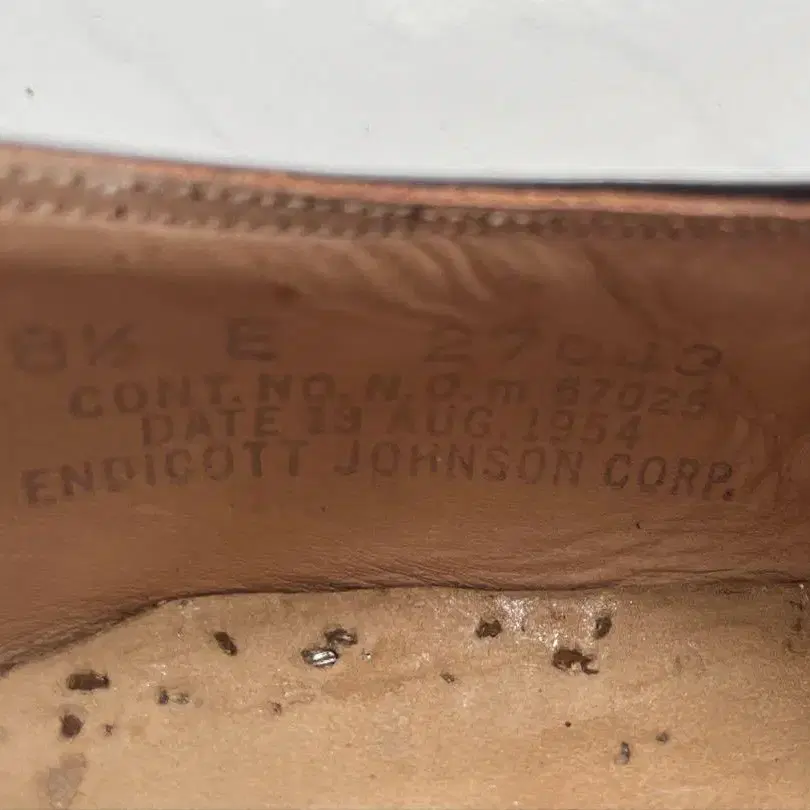 8½ E 27013
CONT. NO. N.O.m 67025
DATE 13 AUG. 1954
ENDICOTT JOHNSON CORP.